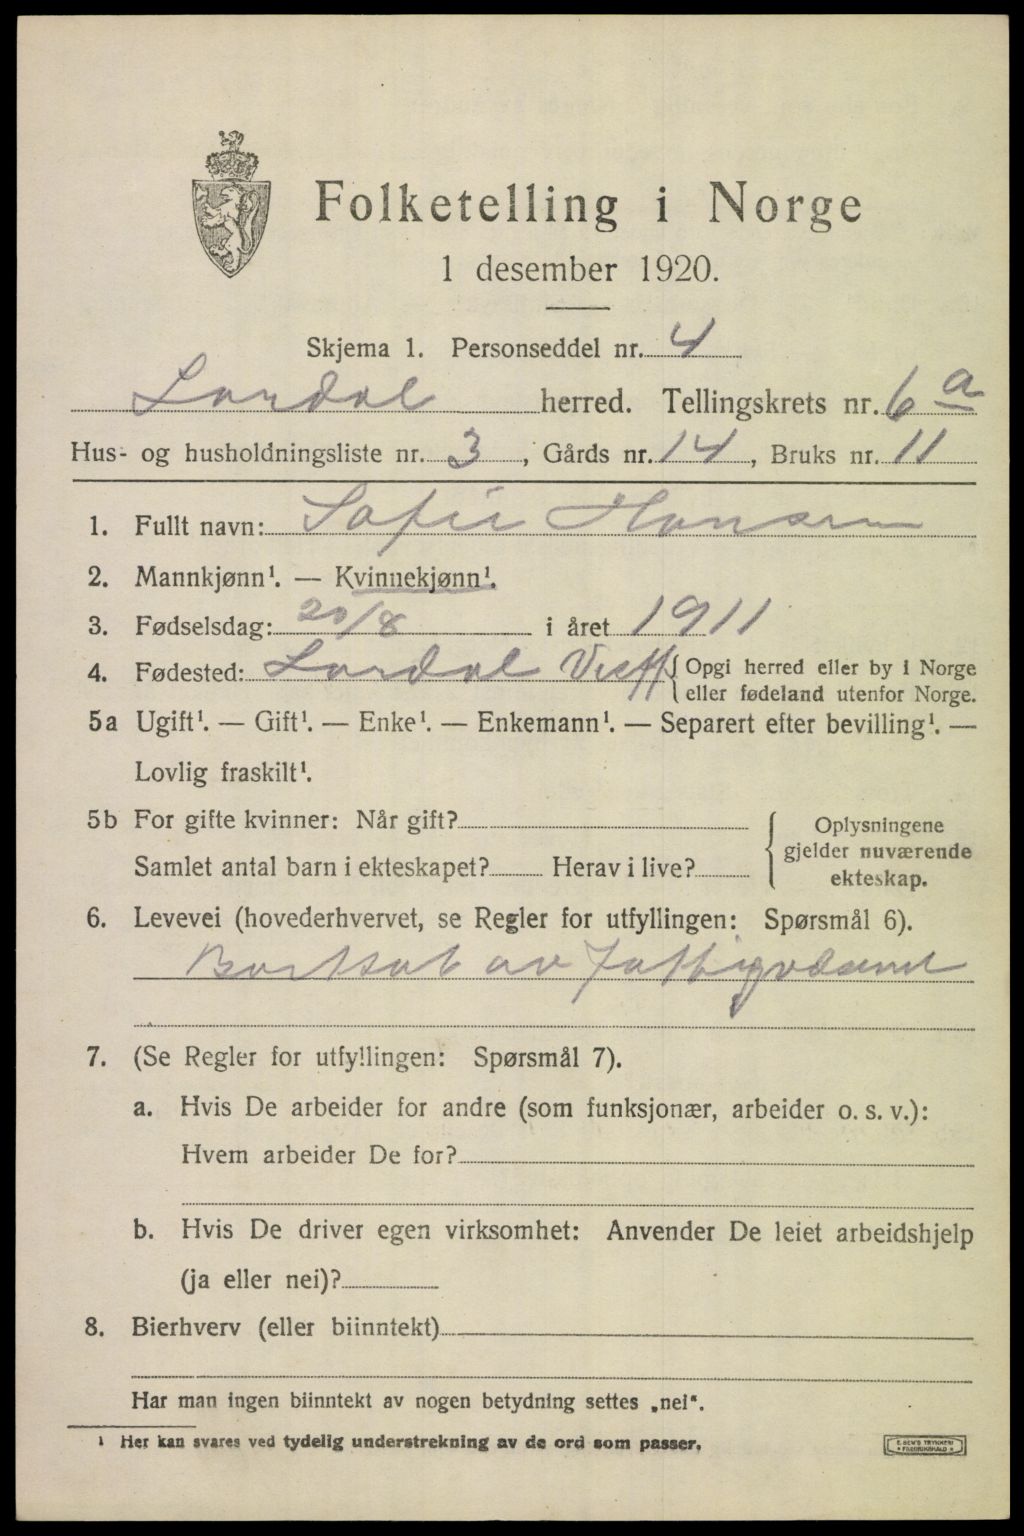 Folketelling i Norge
1 desember 1920.
Skjema 1. Personseddel nr. 4
Lardal herred. Tellingskrets nr. 6 a
Hus- og husholdningsliste nr. 3, Gårds nr. 14, Bruks nr. 11
1. Fullt navn: Sofie Hansen
2. Mannkjønn¹. — Kvinnekjønn¹.
3. Fødselsdag: 20/8 i året 1911
4. Fødested: Lardal Vestf { Opgi herred eller by i Norge
eller fødeland utenfor Norge.
5a Ugift¹. — Gift¹. — Enke¹. — Enkemann¹. — Separert efter bevilling¹. —
Lovlig fraskilt¹.
5b For gifte kvinner: Når gift?
Samlet antal barn i ekteskapet? Herav i live?
{ Oplysningene
gjelder nuværende
ekteskap.
6. Levevei (hovederhvervet, se Regler for utfyllingen: Spørsmål 6).
Bortsat av Fattigvæsnet
7. (Se Regler for utfyllingen: Spørsmål 7).
a. Hvis De arbeider for andre (som funksjonær, arbeider o. s. v.):
Hvem arbeider De for?
b. Hvis De driver egen virksomhet: Anvender De leiet arbeidshjelp
(ja eller nei)?
8. Bierhverv (eller biinntekt)
Har man ingen biinntekt av nogen betydning settes „nei“.
¹ Her kan svares ved tydelig understrekning av de ord som passer.
E. SEM'S TRYKKERI
• FREDRIKSHALD •